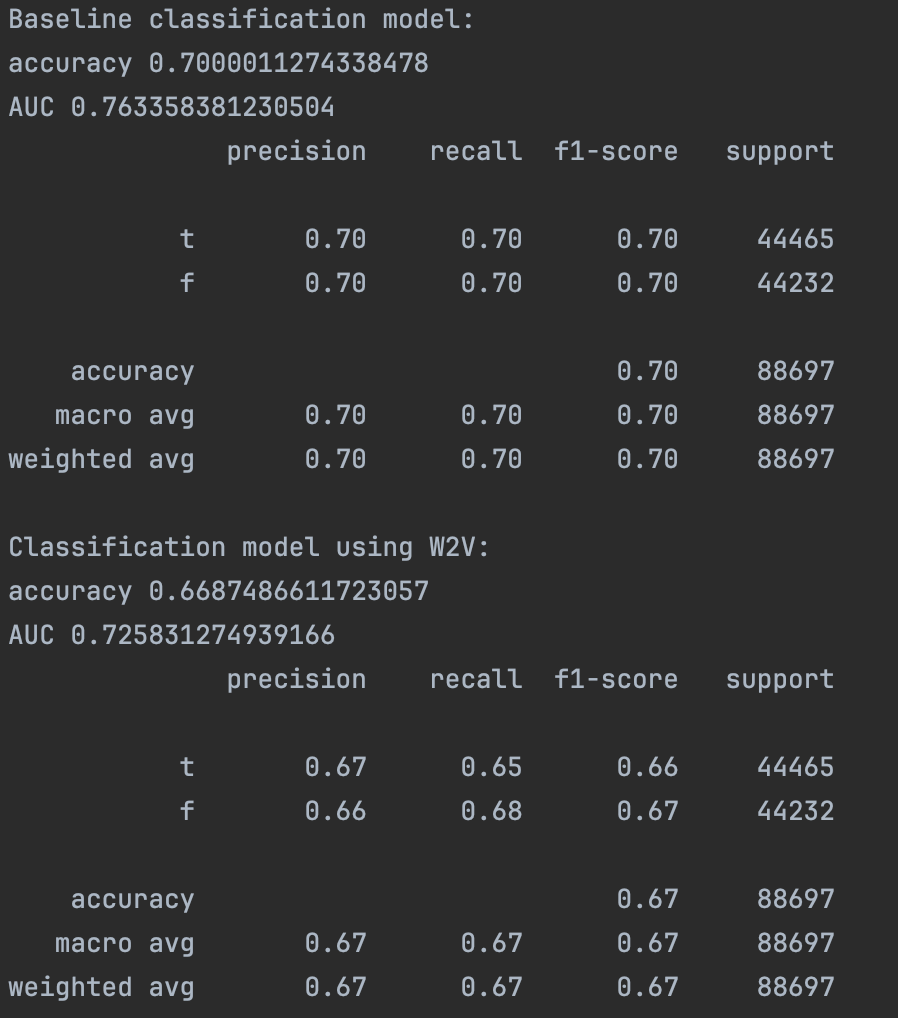 Baseline classification model:
accuracy 0.7000011274338478
AUC 0.763358381230504
precision recall f1-score support
t 0.70 0.70 0.70 44465
f 0.70 0.70 0.70 44232
accuracy 0.70 88697
macro avg 0.70 0.70 0.70 88697
weighted avg 0.70 0.70 0.70 88697
Classification model using W2V:
accuracy 0.6687486611723057
AUC 0.725831274939166
precision recall f1-score support
t 0.67 0.65 0.66 44465
f 0.66 0.68 0.67 44232
accuracy 0.67 88697
macro avg 0.67 0.67 0.67 88697
weighted avg 0.67 0.67 0.67 88697